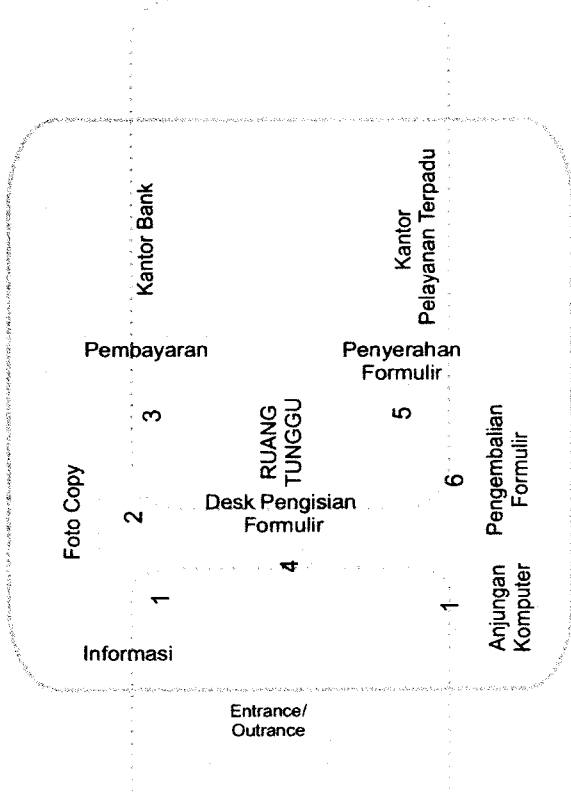 Kantor Bank
Kantor
Pelayanan Terpadu
Pembayaran
Penyerahan
Formulir
3
RUANG
TUNGGU
5
Foto Copy
2
Desk Pengisian
Formulir
6
Pengembalian
Formulir
4
1
1
Informasi
Anjungan
Komputer
Entrance/
Outrance